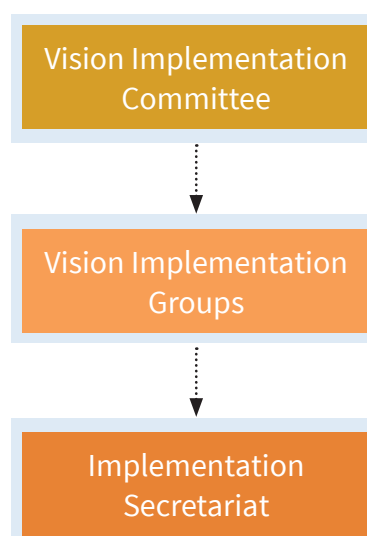 Vision Implementation
Committee
Vision Implementation
Groups
Implementation
Secretariat